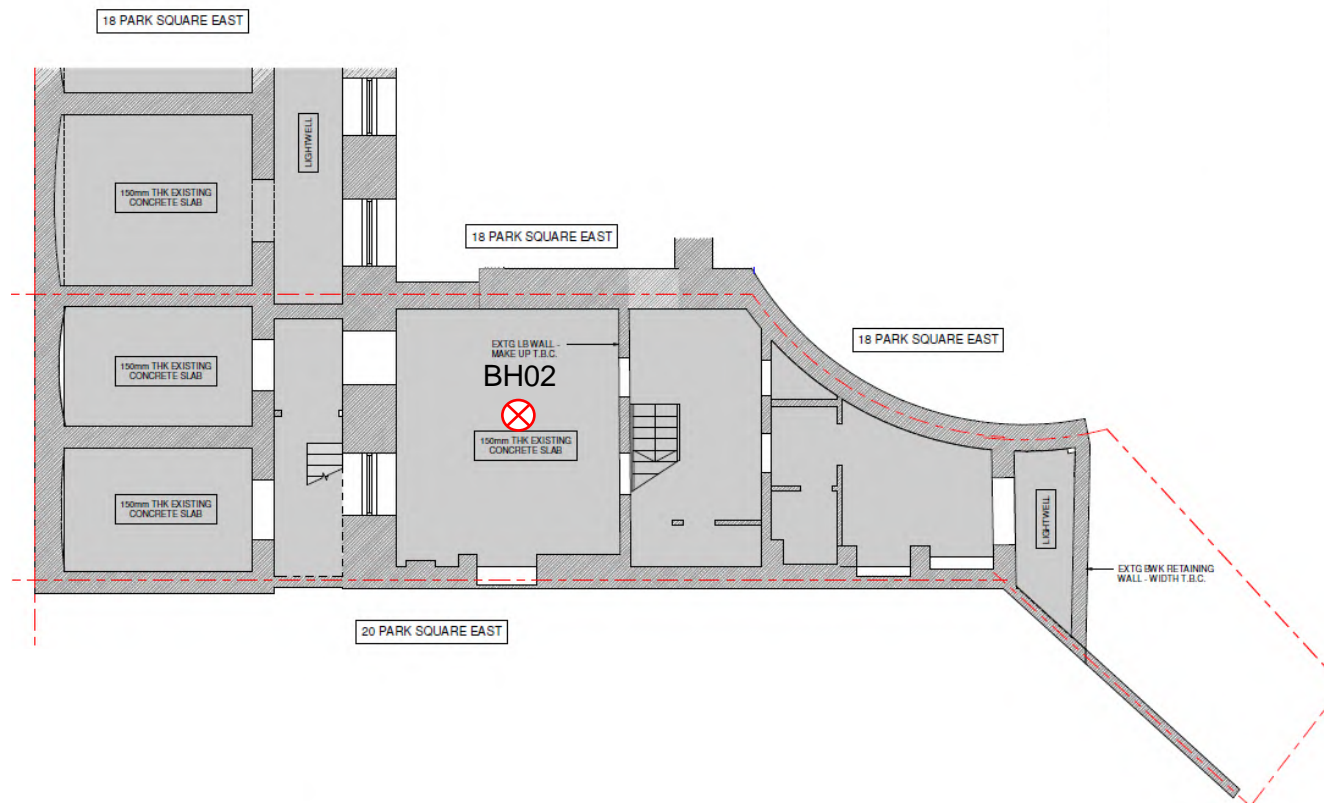 18 PARK SQUARE EAST
LIGHTWELL
150mm THK EXISTING
CONCRETE SLAB
18 PARK SQUARE EAST
18 PARK SQUARE EAST
EXTG LB WALL -
MAKE UP T.B.C.
BH02
150mm THK EXISTING
CONCRETE SLAB
150mm THK EXISTING
CONCRETE SLAB
150mm THK EXISTING
CONCRETE SLAB
LIGHTWELL
EXTG BWK RETAINING
WALL - WIDTH T.B.C.
20 PARK SQUARE EAST